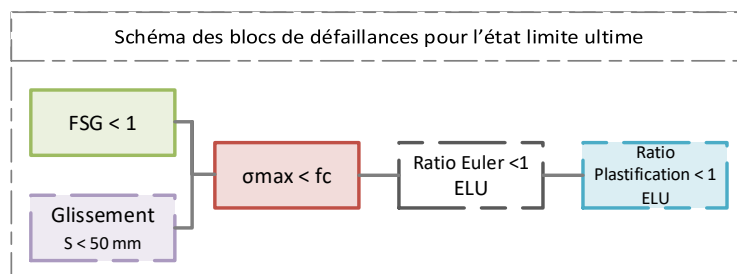 Schéma des blocs de défaillances pour l'état limite ultime
FSG < 1
Glissement
S < 50 mm
σmax < fc
Ratio Euler <1
ELU
Ratio
Plastification < 1
ELU